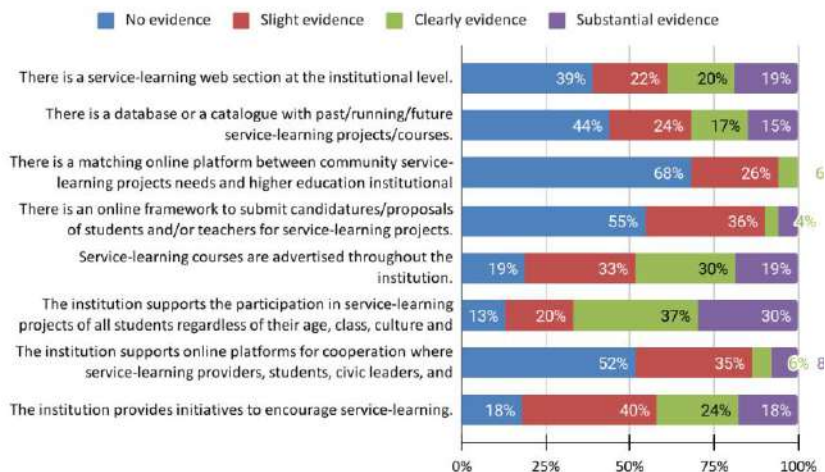 No evidence Slight evidence Clearly evidence Substantial evidence
There is a service-learning web section at the institutional level.
39% 22% 20% 19%
There is a database or a catalogue with past/running/future
service-learning projects/courses.
44% 24% 17% 15%
There is a matching online platform between community service-
learning projects needs and higher education institutional
68% 26% 6
There is an online framework to submit candidatures/proposals
of students and/or teachers for service-learning projects.
55% 36% 4%
Service-learning courses are advertised throughout the
institution.
19% 33% 30% 19%
The institution supports the participation in service-learning
projects of all students regardless of their age, class, culture and
13% 20% 37% 30%
The institution supports online platforms for cooperation where
service-learning providers, students, civic leaders, and
52% 35% 6% 8
The institution provides initiatives to encourage service-learning.
18% 40% 24% 18%
0% 25% 50% 75% 100%